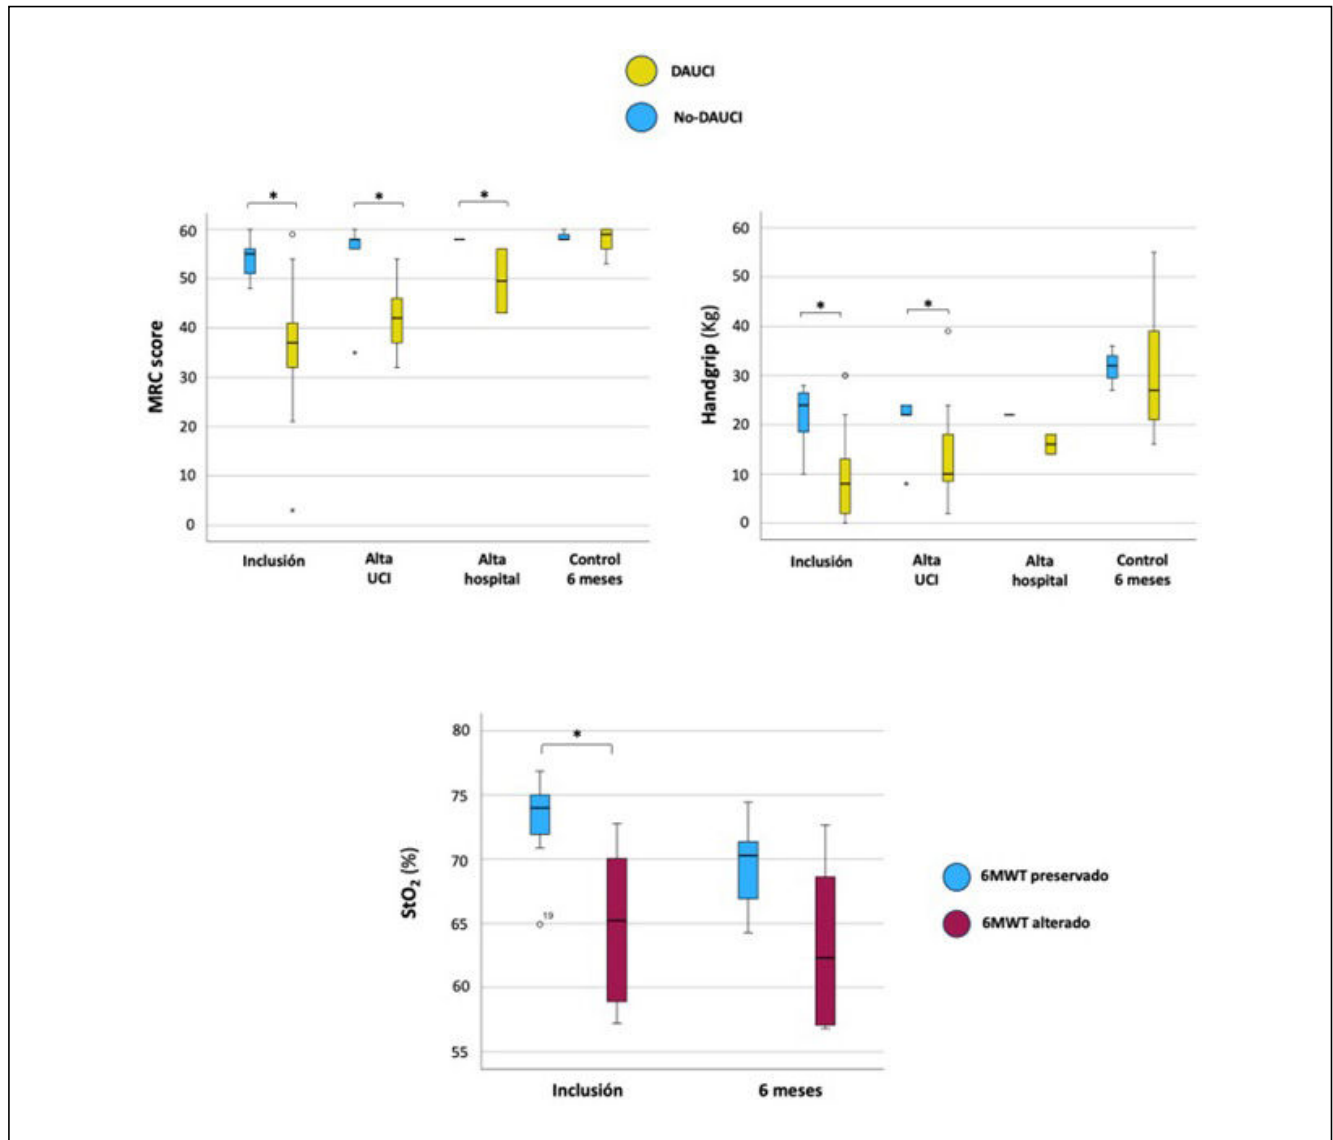 DAUCI
No-DAUCI
*
*
*
60
50
40
30
20
10
0
MRC score
Inclusión
Alta
UCI
Alta
hospital
Control
6 meses
*
*
60
50
40
30
20
10
0
Handgrip (Kg)
Inclusión
Alta
UCI
Alta
hospital
Control
6 meses
*
80
75
70
65
60
55
StO₂ (%)
19
Inclusión
6 meses
6MWT preservado
6MWT alterado